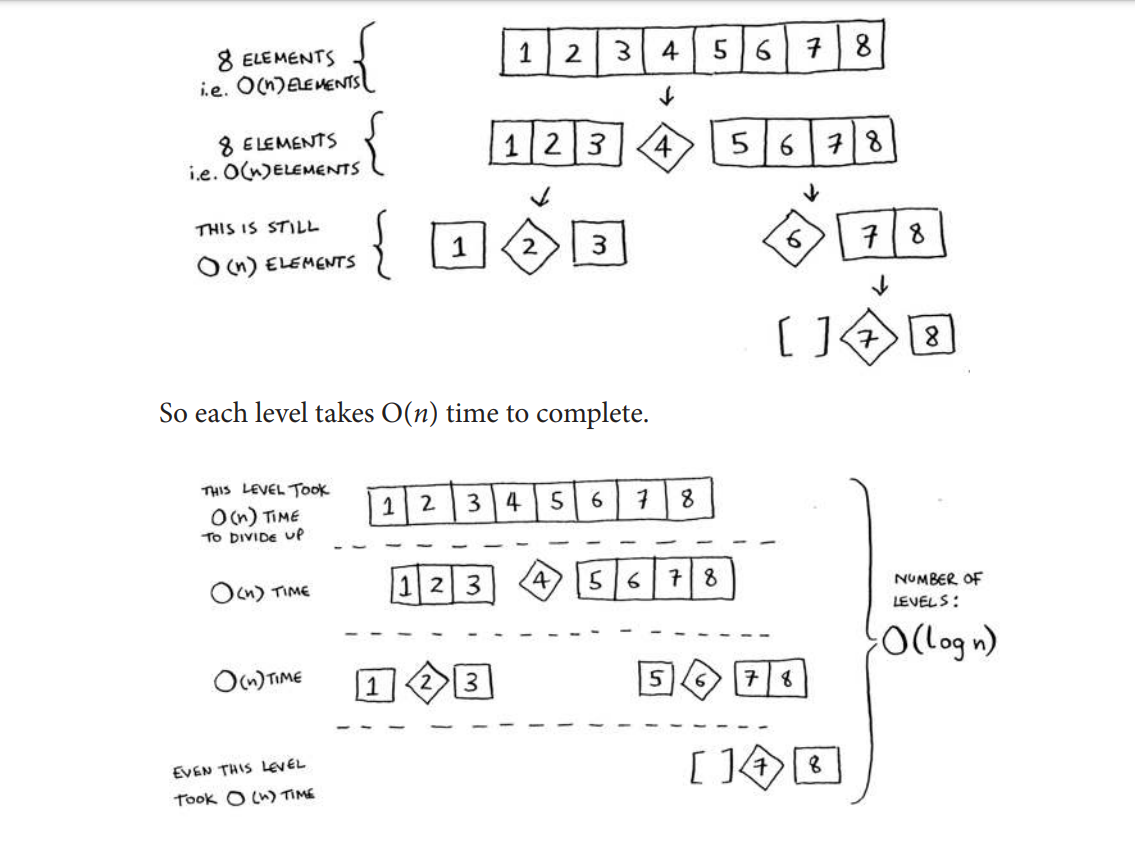 8 ELEMENTS
i.e. O(n) ELEMENTS
1 2 3 4 5 6 7 8
8 ELEMENTS
i.e. O(n) ELEMENTS
1 2 3 4 5 6 7 8
THIS IS STILL
O(n) ELEMENTS
1 2 3 6 7 8
[ ] 7 8
So each level takes O(n) time to complete.
THIS LEVEL TOOK
O(n) TIME
TO DIVIDE UP
1 2 3 4 5 6 7 8
O(n) TIME
1 2 3 4 5 6 7 8
O(n) TIME
1 2 3 5 6 7 8
EVEN THIS LEVEL
TOOK O(n) TIME
[ ] 7 8
NUMBER OF
LEVELS:
O(log n)